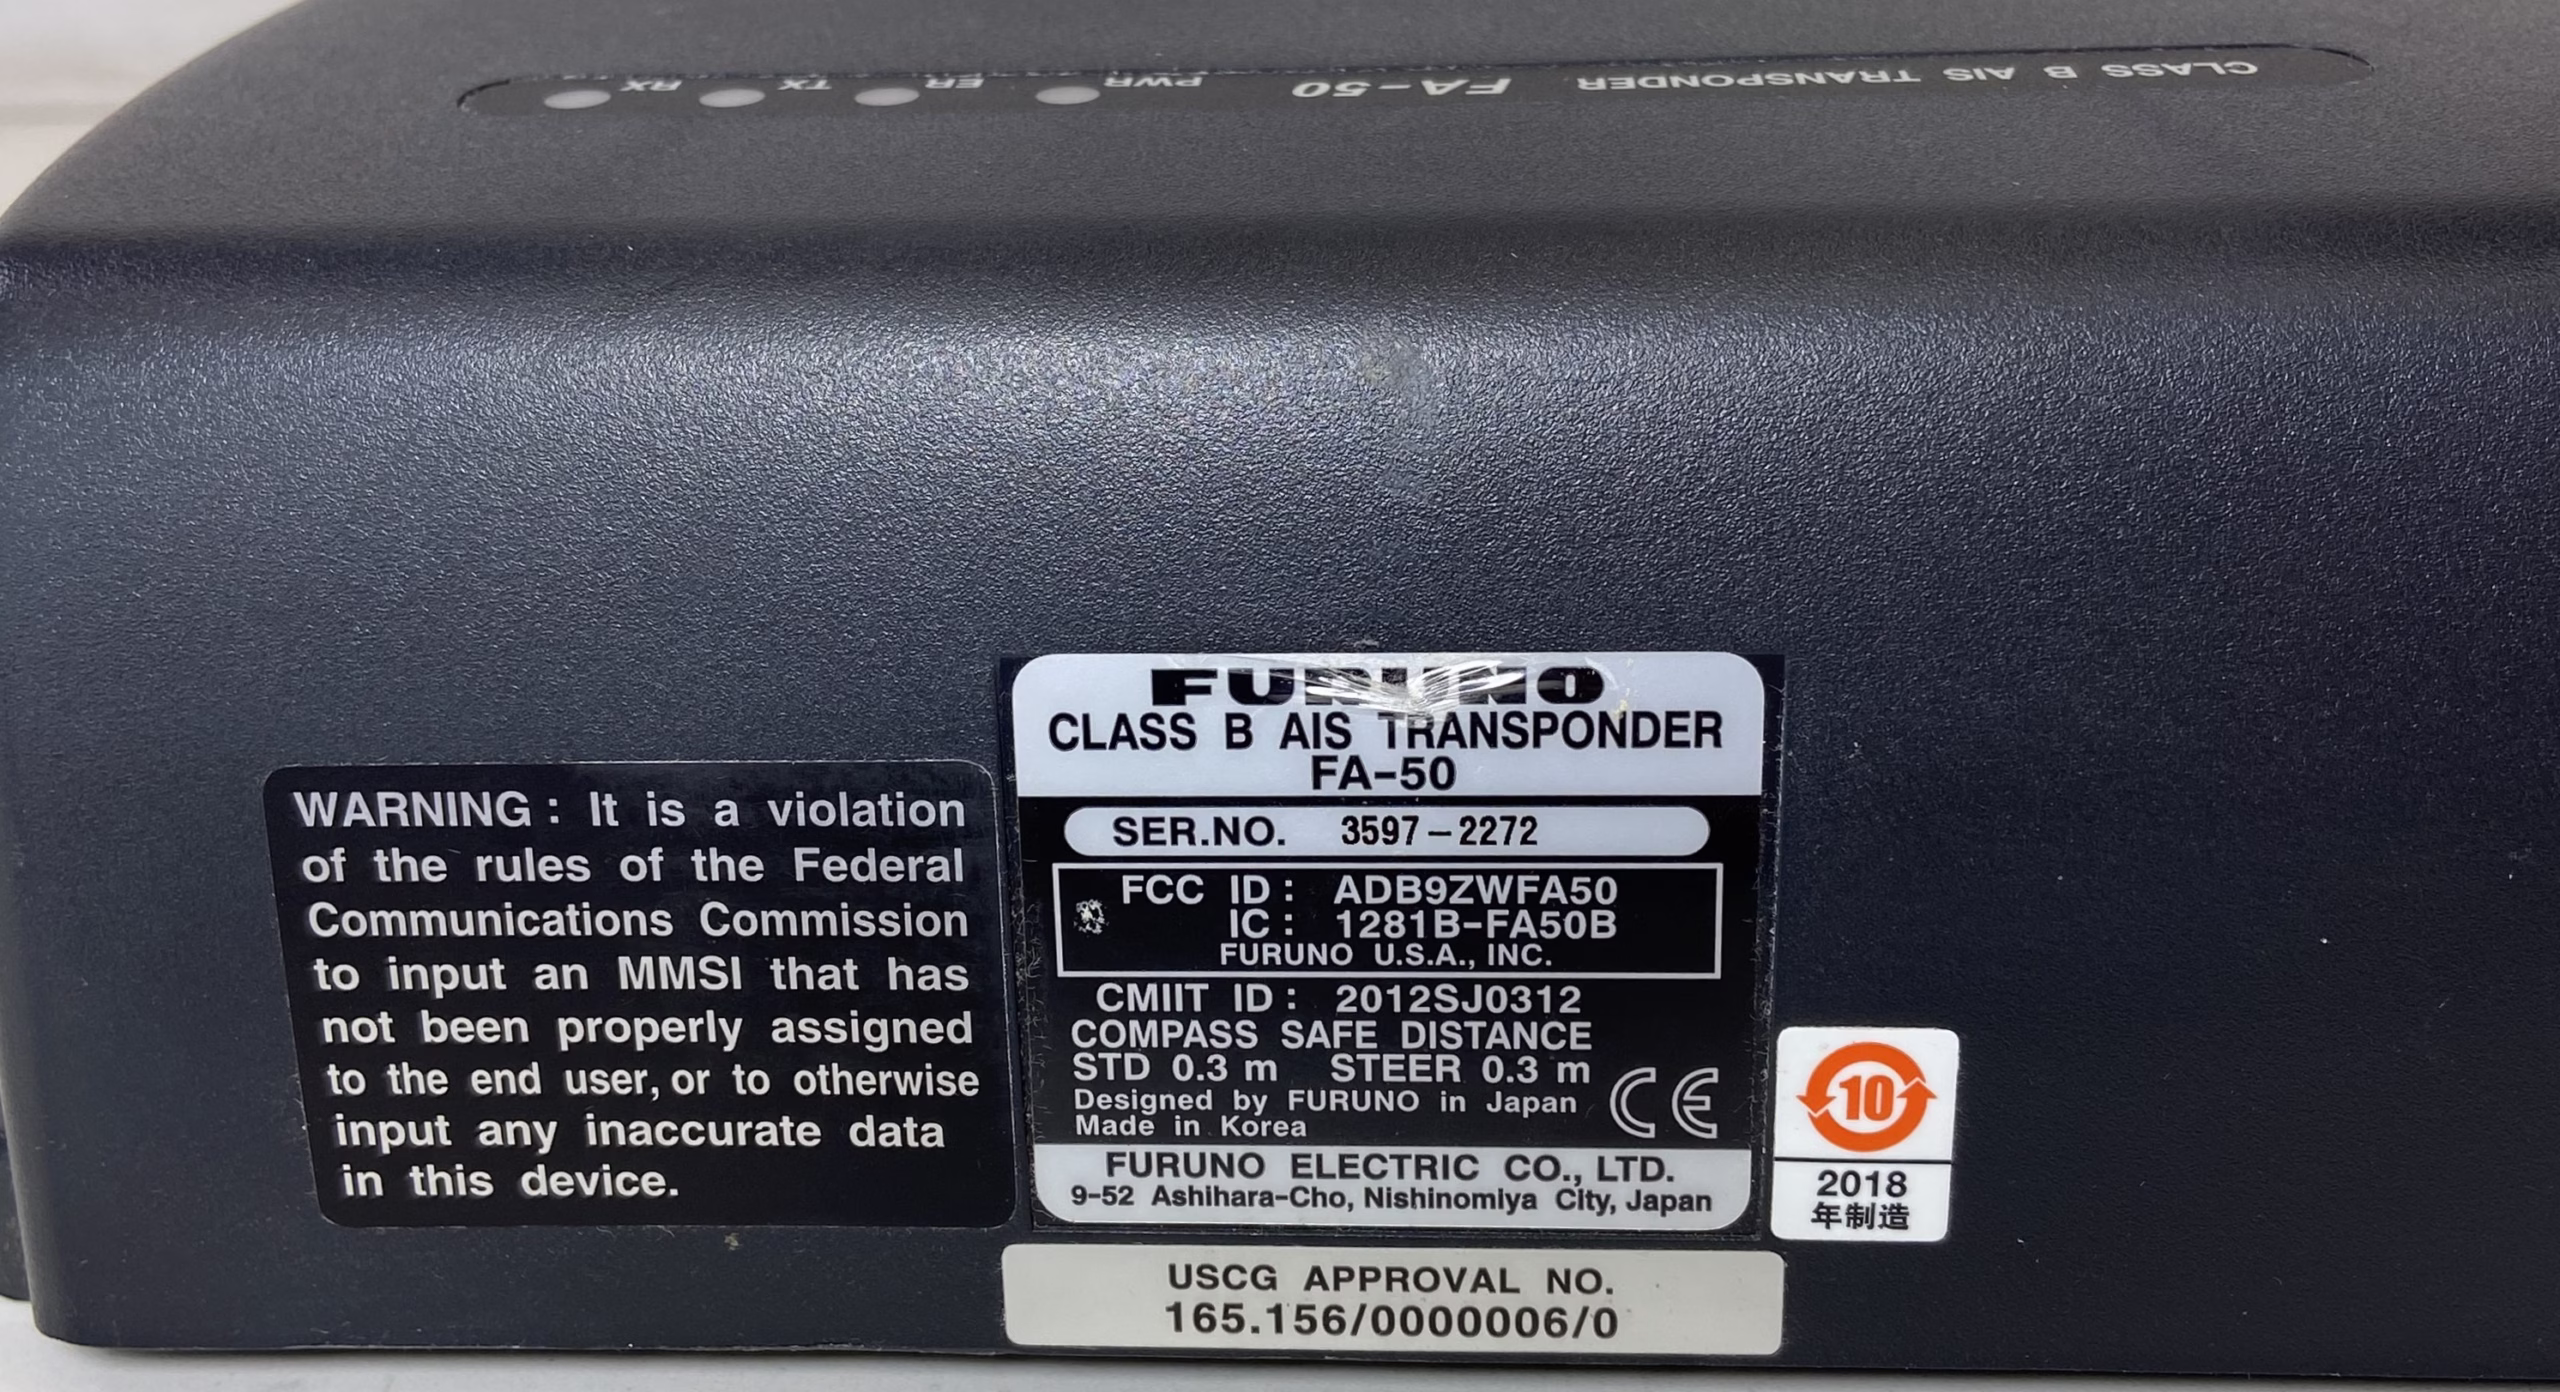 CLASS B AIS TRANSPONDER FA-50 PWR ER TX RX
FURUNO
CLASS B AIS TRANSPONDER
FA-50
SER.NO. 3597-2272
FCC ID: ADB9ZWFA50
IC: 1281B-FA50B
FURUNO U.S.A., INC.
CMIIT ID: 2012SJ0312
COMPASS SAFE DISTANCE
STD 0.3 m STEER 0.3 m
Designed by FURUNO in Japan
Made in Korea
CE
FURUNO ELECTRIC CO., LTD.
9-52 Ashihara-Cho, Nishinomiya City, Japan
WARNING: It is a violation
of the rules of the Federal
Communications Commission
to input an MMSI that has
not been properly assigned
to the end user, or to otherwise
input any inaccurate data
in this device.
10
2018
年制造
USCG APPROVAL NO.
165.156/0000006/0